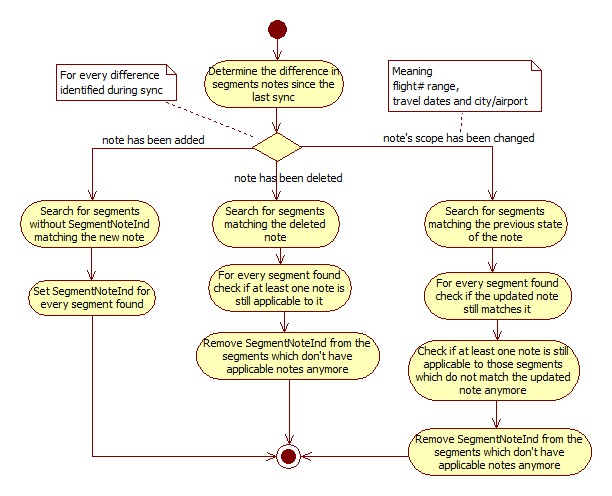 Determine the difference in
segments notes since the
last sync
For every difference
identified during sync
Meaning
flight# range,
travel dates and city/airport
note has been added
note's scope has been changed
note has been deleted
Search for segments
without SegmentNoteInd
matching the new note
Set SegmentNoteInd for
every segment found
Search for segments
matching the deleted
note
For every segment found
check if at least one note is
still applicable to it
Remove SegmentNoteInd from the
segments which don't have
applicable notes anymore
Search for segments
matching the previous state
of the note
For every segment found
check if the updated note
still matches it
Check if at least one note is still
applicable to those segments
which do not match the updated
note anymore
Remove SegmentNoteInd from the
segments which don't have
applicable notes anymore